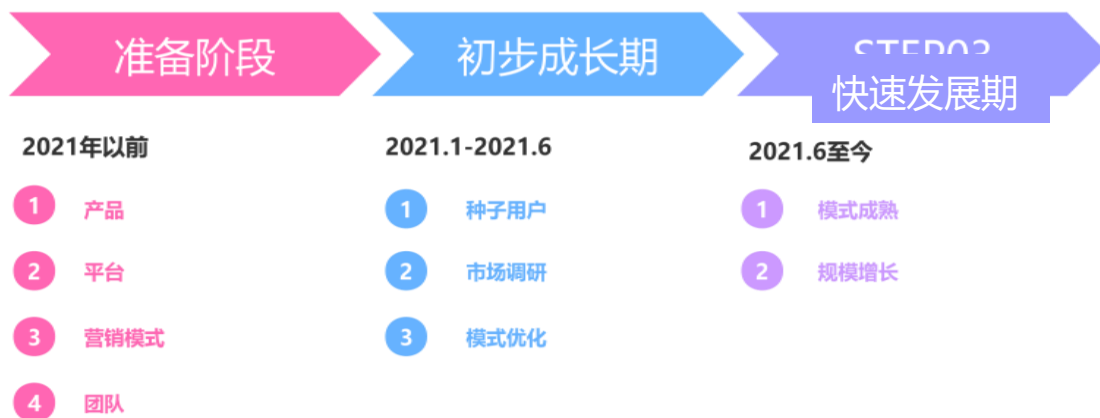 准备阶段
初步成长期
STEP03
快速发展期
2021年以前
1 产品
2 平台
3 营销模式
4 团队
2021.1-2021.6
1 种子用户
2 市场调研
3 模式优化
2021.6至今
1 模式成熟
2 规模增长